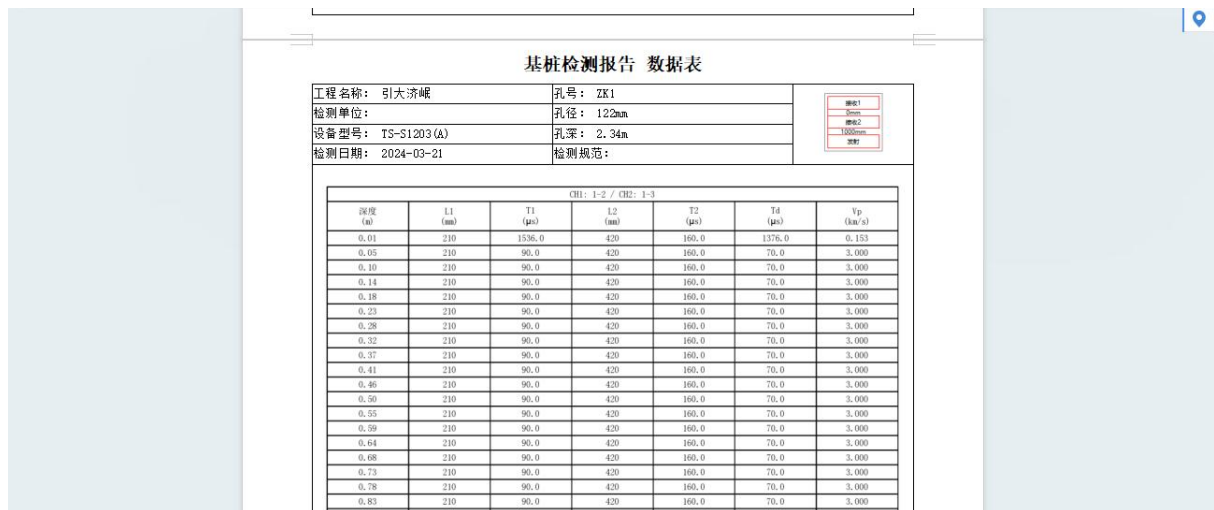 基桩检测报告 数据表
工程名称： 引大济岷 孔号： ZK1
检测单位： 孔径： 122mm
设备型号： TS-S1203(A) 孔深： 2.34m
检测日期： 2024-03-21 检测规范：
接收1
0mm
接收2
1000mm
发射
CH1: 1-2 / CH2: 1-3
深度 L1 T1 L2 T2 Td Vp
(m) (mm) (μs) (mm) (μs) (μs) (km/s)
0.01 210 1536.0 420 160.0 1376.0 0.153
0.05 210 90.0 420 160.0 70.0 3.000
0.10 210 90.0 420 160.0 70.0 3.000
0.14 210 90.0 420 160.0 70.0 3.000
0.18 210 90.0 420 160.0 70.0 3.000
0.23 210 90.0 420 160.0 70.0 3.000
0.28 210 90.0 420 160.0 70.0 3.000
0.32 210 90.0 420 160.0 70.0 3.000
0.37 210 90.0 420 160.0 70.0 3.000
0.41 210 90.0 420 160.0 70.0 3.000
0.46 210 90.0 420 160.0 70.0 3.000
0.50 210 90.0 420 160.0 70.0 3.000
0.55 210 90.0 420 160.0 70.0 3.000
0.59 210 90.0 420 160.0 70.0 3.000
0.64 210 90.0 420 160.0 70.0 3.000
0.68 210 90.0 420 160.0 70.0 3.000
0.73 210 90.0 420 160.0 70.0 3.000
0.78 210 90.0 420 160.0 70.0 3.000
0.83 210 90.0 420 160.0 70.0 3.000